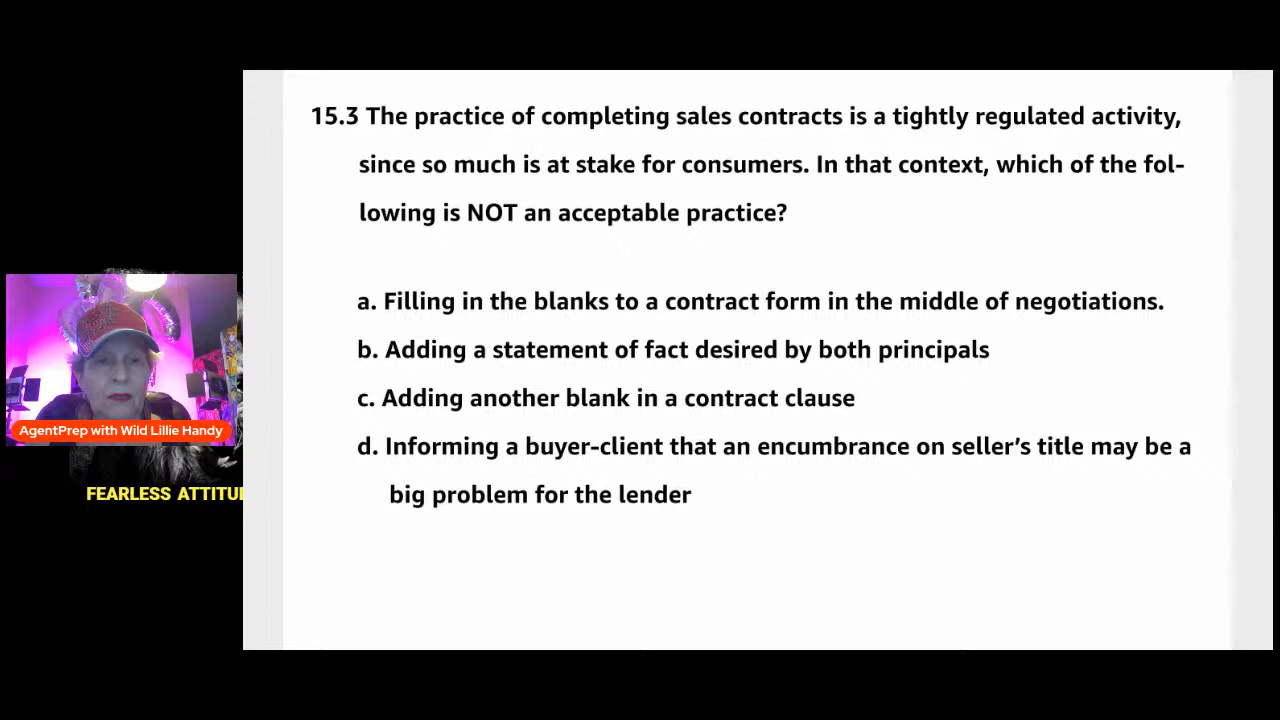 15.3 The practice of completing sales contracts is a tightly regulated activity,
since so much is at stake for consumers. In that context, which of the fol-
lowing is NOT an acceptable practice?
a. Filling in the blanks to a contract form in the middle of negotiations.
b. Adding a statement of fact desired by both principals
c. Adding another blank in a contract clause
d. Informing a buyer-client that an encumbrance on seller’s title may be a
big problem for the lender
AgentPrep with Wild Lillie Handy
FEARLESS ATTITU